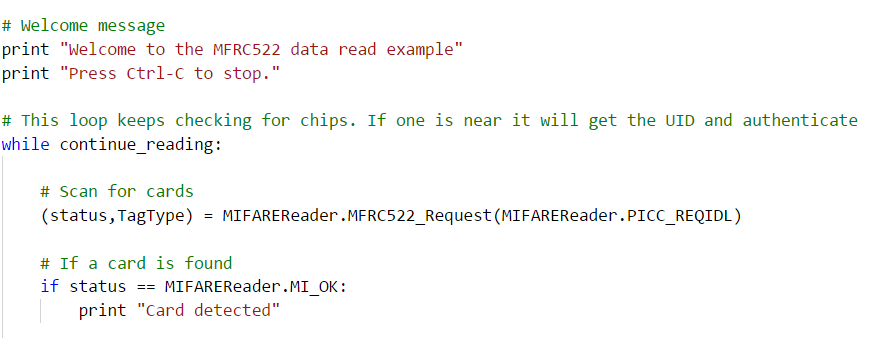 # Welcome message
print "Welcome to the MFRC522 data read example"
print "Press Ctrl-C to stop."
# This loop keeps checking for chips. If one is near it will get the UID and authenticate
while continue_reading:
# Scan for cards
(status,TagType) = MIFAREReader.MFRC522_Request(MIFAREReader.PICC_REQIDL)
# If a card is found
if status == MIFAREReader.MI_OK:
print "Card detected"